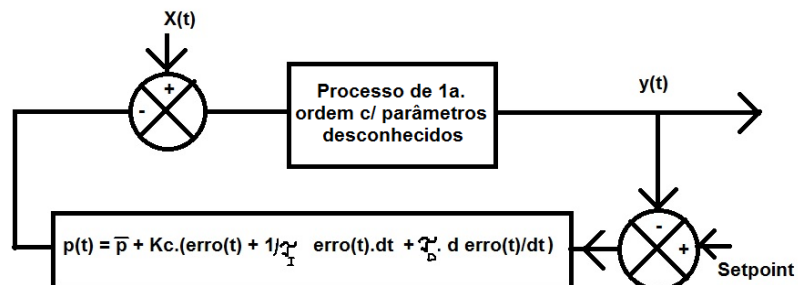 X(t)
+
-
Processo de 1a.
ordem c/ parâmetros
desconhecidos
y(t)
p(t) = p̅ + Kc.(erro(t) + 1/τI erro(t).dt + τD. d erro(t)/dt)
-
+
Setpoint